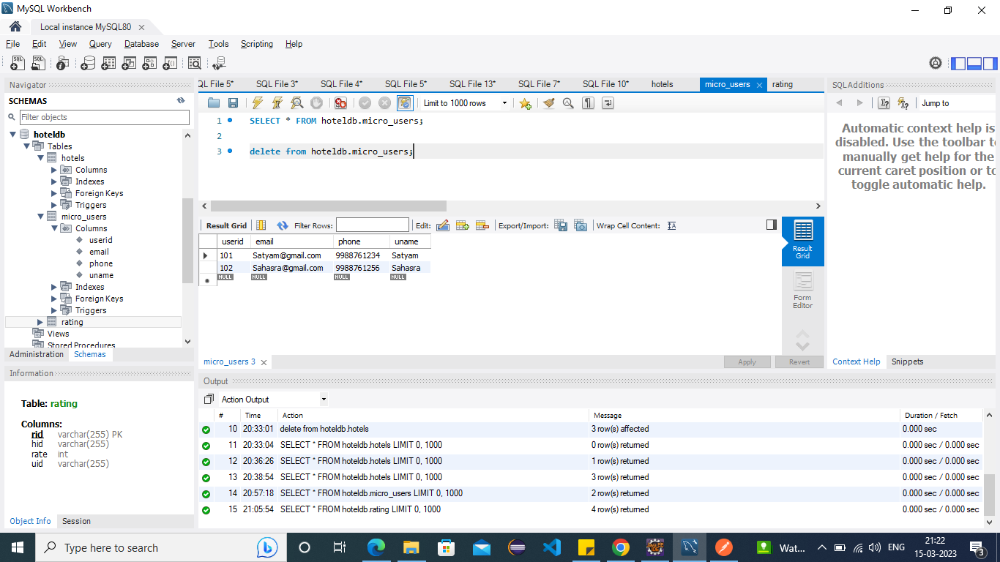 MySQL Workbench
Local instance MySQL80
File Edit View Query Database Server Tools Scripting Help
Navigator
SCHEMAS
Filter objects
hoteldb
Tables
hotels
Columns
Indexes
Foreign Keys
Triggers
micro_users
Columns
userid
email
phone
uname
Indexes
Foreign Keys
Triggers
rating
Views
Stored Procedures
Administration Schemas
Information
Table: rating
Columns:
rid varchar(255) PK
hid varchar(255)
rate int
uid varchar(255)
Object Info Session
QL File 5* SQL File 3* SQL File 4* SQL File 5* SQL File 13* SQL File 7* SQL File 10* hotels micro_users rating
Limit to 1000 rows
1 SELECT * FROM hoteldb.micro_users;
2
3 delete from hoteldb.micro_users;
Result Grid Filter Rows: Edit: Export/Import: Wrap Cell Content:
userid email phone uname
101 Satyam@gmail.com 9988761234 Satyam
102 Sahasra@gmail.com 9988761256 Sahasra
NULL NULL NULL NULL
Result
Grid
Form
Editor
micro_users 3 Apply Revert
SQLAdditions
Jump to
Automatic context help is
disabled. Use the toolbar to
manually get help for the
current caret position or to
toggle automatic help.
Context Help Snippets
Output
Action Output
# Time Action Message Duration / Fetch
10 20:33:01 delete from hoteldb.hotels 3 row(s) affected 0.000 sec
11 20:33:04 SELECT * FROM hoteldb.hotels LIMIT 0, 1000 0 row(s) returned 0.000 sec / 0.000 sec
12 20:36:26 SELECT * FROM hoteldb.hotels LIMIT 0, 1000 1 row(s) returned 0.000 sec / 0.000 sec
13 20:38:54 SELECT * FROM hoteldb.hotels LIMIT 0, 1000 3 row(s) returned 0.000 sec / 0.000 sec
14 20:57:18 SELECT * FROM hoteldb.micro_users LIMIT 0, 1000 2 row(s) returned 0.000 sec / 0.000 sec
15 21:05:54 SELECT * FROM hoteldb.rating LIMIT 0, 1000 4 row(s) returned 0.000 sec / 0.000 sec
Type here to search
Wat... ENG
21:22
15-03-2023
3